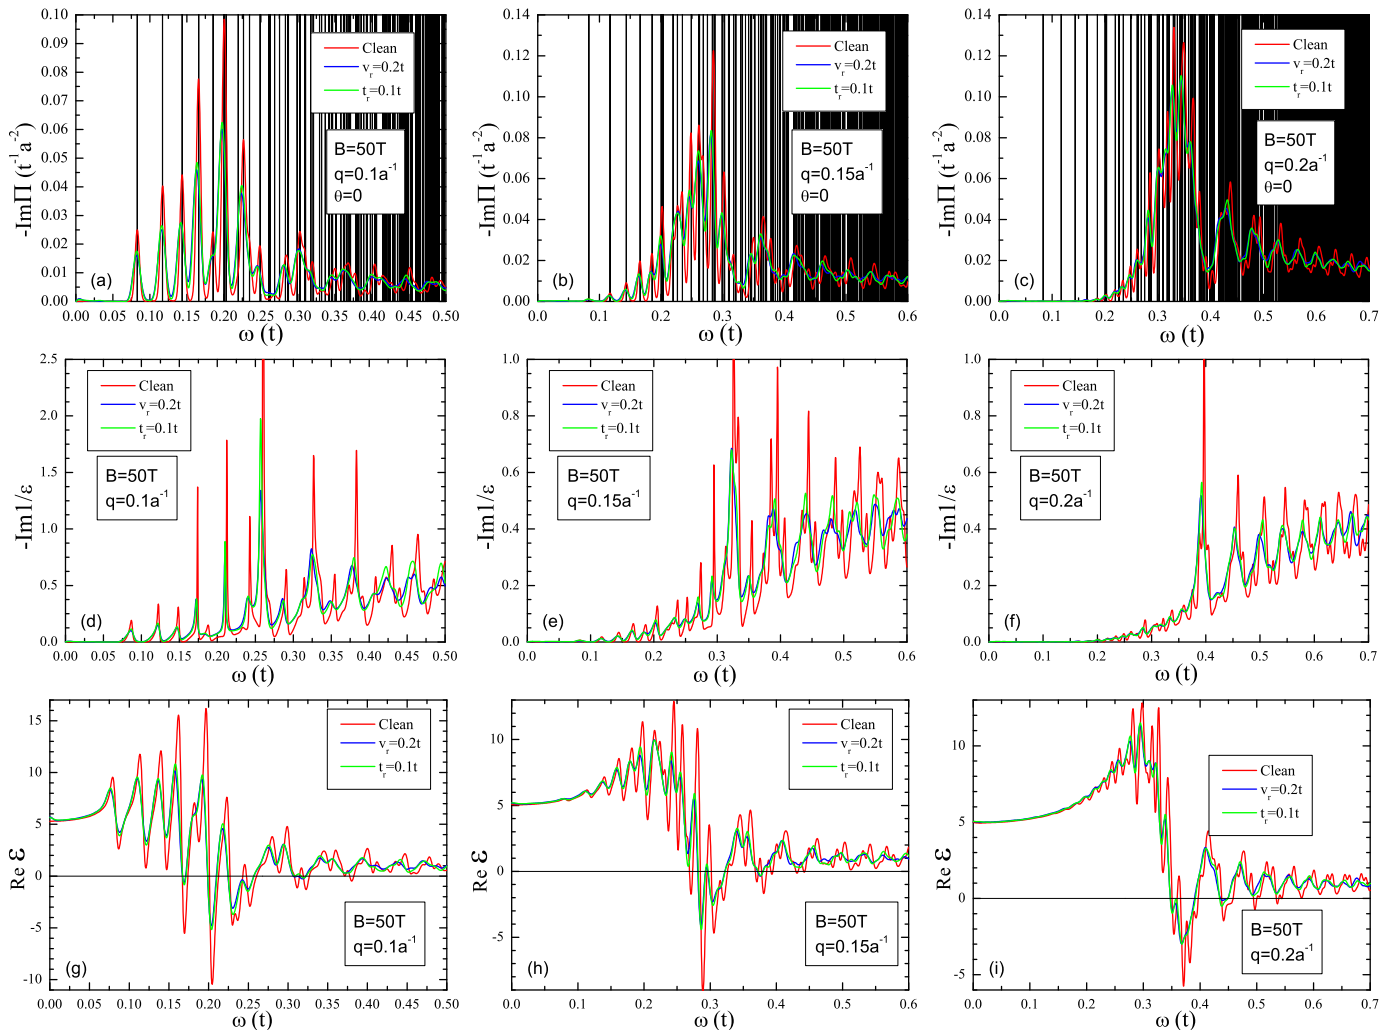 -ImΠ (t⁻¹a⁻²)
0.10
0.09
0.08
0.07
0.06
0.05
0.04
0.03
0.02
0.01
0.00
Clean
v_r=0.2t
t_r=0.1t
B=50T
q=0.1a⁻¹
θ=0
(a)
0.00 0.05 0.10 0.15 0.20 0.25 0.30 0.35 0.40 0.45 0.50
ω (t)
-ImΠ (t⁻¹a⁻²)
0.14
0.12
0.10
0.08
0.06
0.04
0.02
0.00
Clean
v_r=0.2t
t_r=0.1t
B=50T
q=0.15a⁻¹
θ=0
(b)
0.0 0.1 0.2 0.3 0.4 0.5 0.6
ω (t)
-ImΠ (t⁻¹a⁻²)
0.14
0.12
0.10
0.08
0.06
0.04
0.02
0.00
Clean
v_r=0.2t
t_r=0.1t
B=50T
q=0.2a⁻¹
θ=0
(c)
0.0 0.1 0.2 0.3 0.4 0.5 0.6 0.7
ω (t)
-Im1/ε
2.5
2.0
1.5
1.0
0.5
0.0
Clean
v_r=0.2t
t_r=0.1t
B=50T
q=0.1a⁻¹
(d)
0.00 0.05 0.10 0.15 0.20 0.25 0.30 0.35 0.40 0.45 0.50
ω (t)
-Im1/ε
1.0
0.8
0.6
0.4
0.2
0.0
Clean
v_r=0.2t
t_r=0.1t
B=50T
q=0.15a⁻¹
(e)
0.0 0.1 0.2 0.3 0.4 0.5 0.6
ω (t)
-Im1/ε
1.0
0.8
0.6
0.4
0.2
0.0
Clean
v_r=0.2t
t_r=0.1t
B=50T
q=0.2a⁻¹
(f)
0.0 0.1 0.2 0.3 0.4 0.5 0.6 0.7
ω (t)
Re ε
15
10
5
0
-5
-10
Clean
v_r=0.2t
t_r=0.1t
B=50T
q=0.1a⁻¹
(g)
0.00 0.05 0.10 0.15 0.20 0.25 0.30 0.35 0.40 0.45 0.50
ω (t)
Re ε
10
5
0
-5
Clean
v_r=0.2t
t_r=0.1t
B=50T
q=0.15a⁻¹
(h)
0.0 0.1 0.2 0.3 0.4 0.5 0.6
ω (t)
Re ε
10
5
0
-5
Clean
v_r=0.2t
t_r=0.1t
B=50T
q=0.2a⁻¹
(i)
0.0 0.1 0.2 0.3 0.4 0.5 0.6 0.7
ω (t)